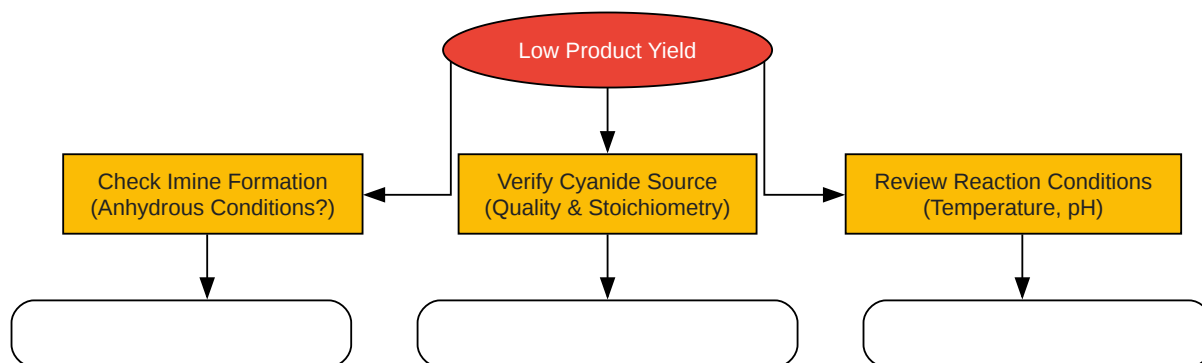 Low Product Yield
Check Imine Formation
(Anhydrous Conditions?)
Verify Cyanide Source
(Quality & Stoichiometry)
Review Reaction Conditions
(Temperature, pH)